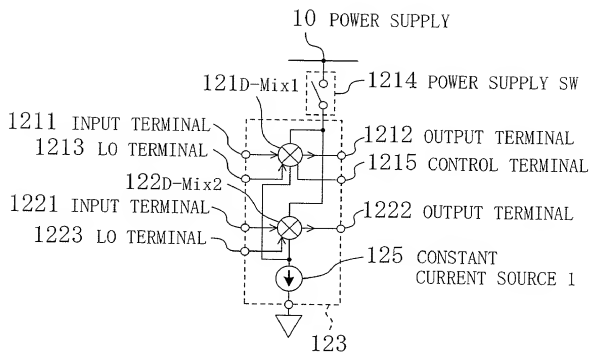 10 POWER SUPPLY
121D-Mix1
1214 POWER SUPPLY SW
1211 INPUT TERMINAL
1212 OUTPUT TERMINAL
1213 LO TERMINAL
1215 CONTROL TERMINAL
122D-Mix2
1221 INPUT TERMINAL
1222 OUTPUT TERMINAL
1223 LO TERMINAL
125 CONSTANT
CURRENT SOURCE 1
123